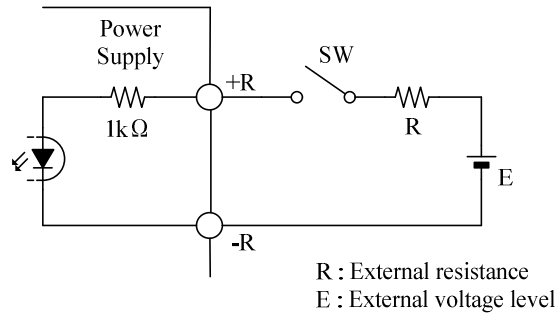 Power
Supply
1kΩ
+R
SW
R
E
-R
R : External resistance
E : External voltage level